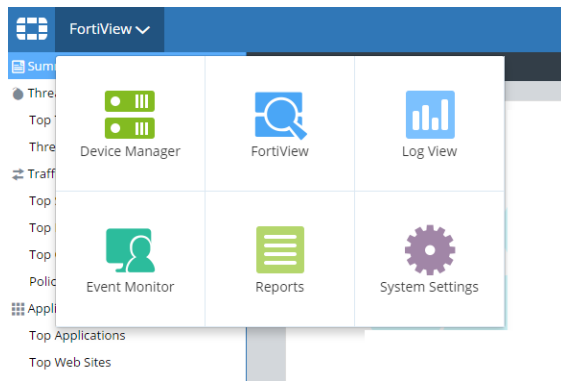 FortiView
Device Manager
FortiView
Log View
Event Monitor
Reports
System Settings
Top Applications
Top Web Sites